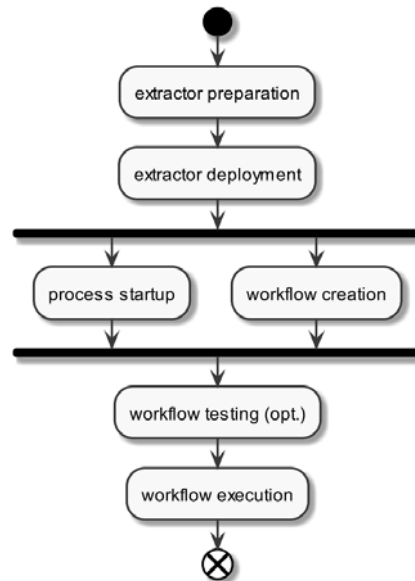 extractor preparation
extractor deployment
process startup
workflow creation
workflow testing (opt.)
workflow execution